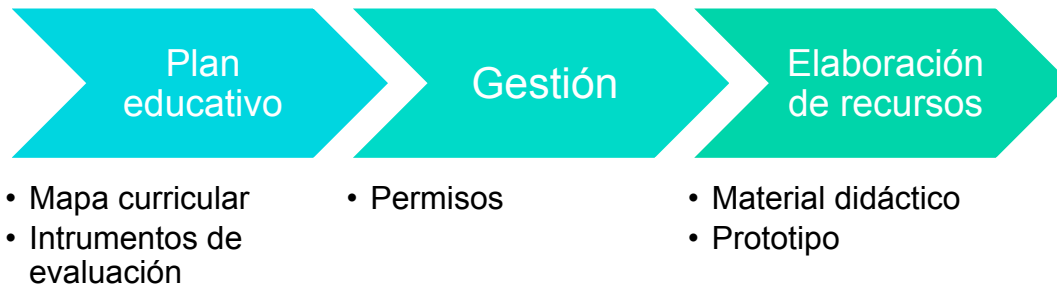 Plan
educativo
Gestión
Elaboración
de recursos
• Mapa curricular
• Intrumentos de
evaluación
• Permisos
• Material didáctico
• Prototipo